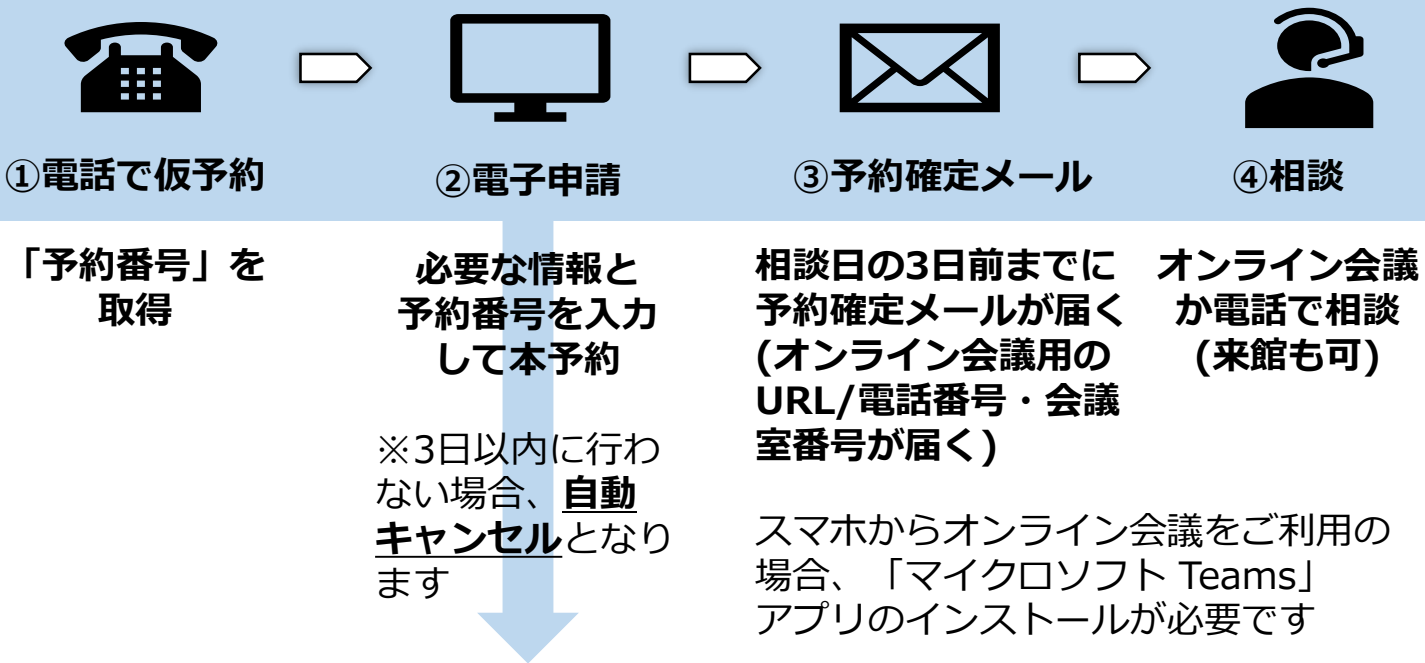 ①電話で仮予約
②電子申請
③予約確定メール
④相談
「予約番号」を
取得
必要な情報と
予約番号を入力
して本予約
※3日以内に行わ
ない場合、自動
キャンセルとなり
ます
相談日の3日前までに
予約確定メールが届く
(オンライン会議用の
URL/電話番号・会議
室番号が届く)
スマホからオンライン会議をご利用の
場合、「マイクロソフト Teams」
アプリのインストールが必要です
オンライン会議
か電話で相談
(来館も可)